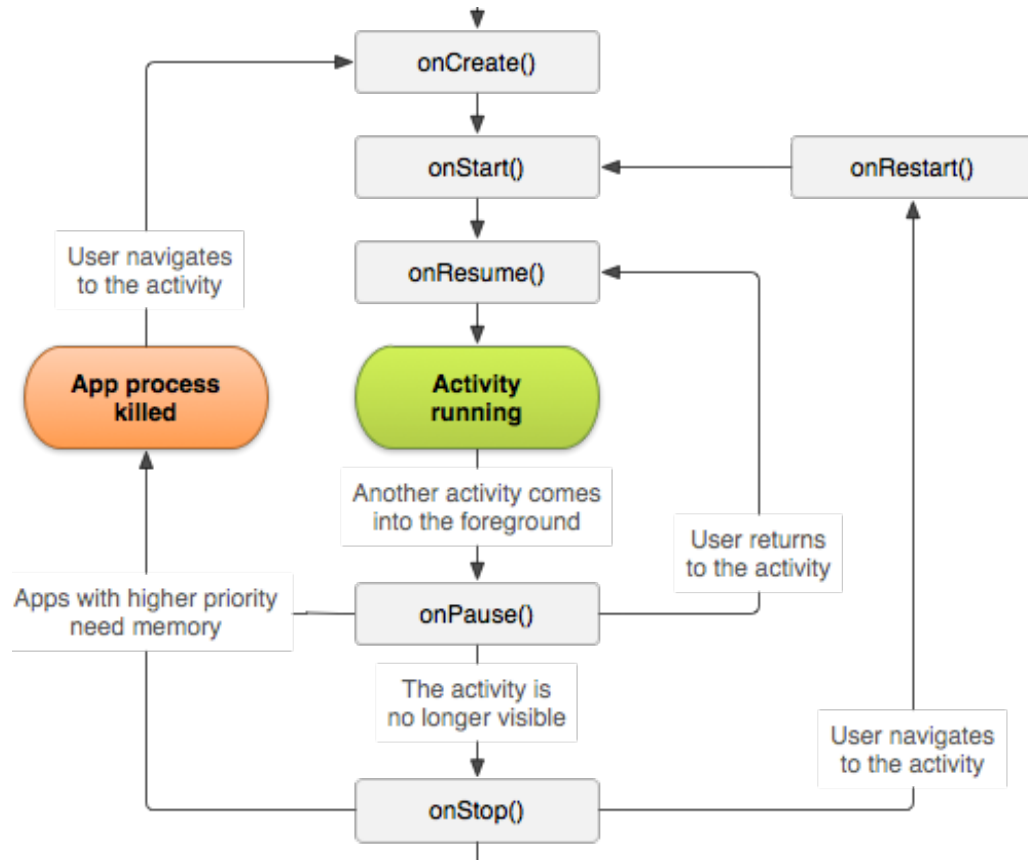 onCreate()
onStart()
onRestart()
User navigates
to the activity
onResume()
App process
killed
Activity
running
Another activity comes
into the foreground
User returns
to the activity
Apps with higher priority
need memory
onPause()
The activity is
no longer visible
User navigates
to the activity
onStop()